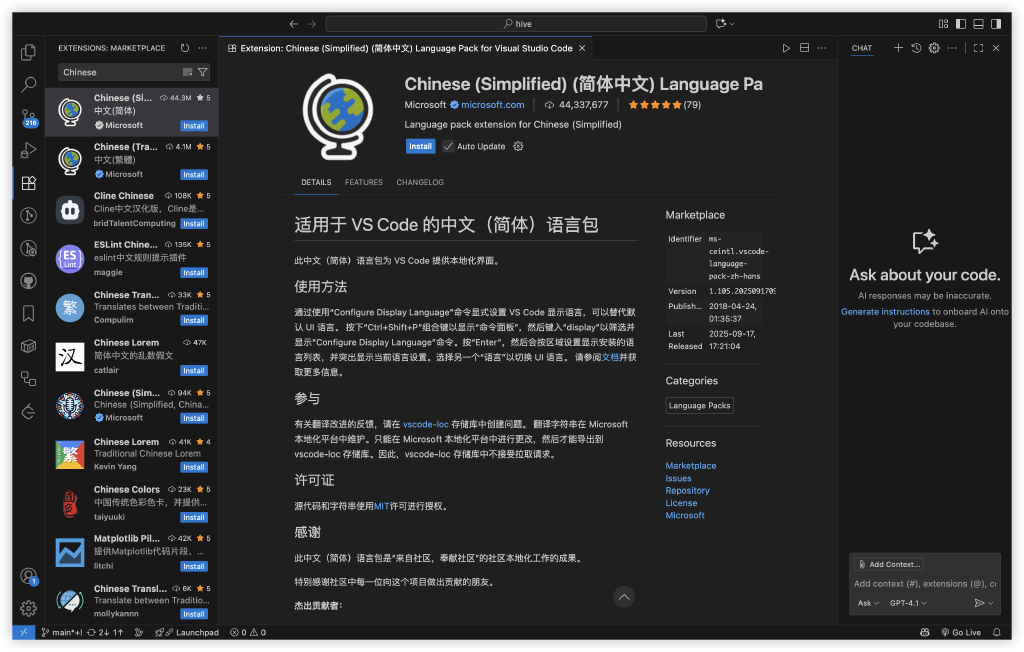 hive
EXTENSIONS: MARKETPLACE
Chinese
Chinese (Si... 44.3M 5
中文(简体)
Microsoft Install
Chinese (Tra... 4.1M 5
中文(繁體)
Microsoft Install
Cline Chinese 108K 5
Cline中文汉化版，Cline是...
bridTalentComputing Install
ESLint Chine... 135K 5
eslint中文规则提示插件
maggie Install
Chinese Tran... 33K 5
Translates between Traditi...
Compulim Install
Chinese Lorem 47K
简体中文的乱数假文
catlair Install
Chinese (Sim... 94K 5
Chinese (Simplified, China...
Microsoft Install
Chinese Lorem 41K 4
Traditional Chinese Lorem
Kevin Yang Install
Chinese Colors 23K 5
中国传统色彩色卡，并提供...
taiyuuki Install
Matplotlib Pil... 42K 5
提供Matplotlib代码片段、...
litchi Install
Chinese Transl... 6K 5
Translate between Traditio...
mollykannn Install
216
1
ES
Lint
繁
汉
繁
Extension: Chinese (Simplified) (简体中文) Language Pack for Visual Studio Code
Chinese (Simplified) (简体中文) Language Pa
Microsoft microsoft.com 44,337,677 (79)
Language pack extension for Chinese (Simplified)
Install Auto Update
DETAILS FEATURES CHANGELOG
适用于 VS Code 的中文（简体）语言包
此中文（简体）语言包为 VS Code 提供本地化界面。
使用方法
通过使用“Configure Display Language”命令显式设置 VS Code 显示语言，可以替代默
认 UI 语言。 按下“Ctrl+Shift+P”组合键以显示“命令面板”，然后键入“display”以筛选并
显示“Configure Display Language”命令。按“Enter”，然后会按区域设置显示安装的语
言列表，并突出显示当前语言设置。选择另一个“语言”以切换 UI 语言。 请参阅文档并获
取更多信息。
参与
有关翻译改进的反馈，请在 vscode-loc 存储库中创建问题。 翻译字符串在 Microsoft
本地化平台中维护。只能在 Microsoft 本地化平台中进行更改，然后才能导出到
vscode-loc 存储库。因此，vscode-loc 存储库中不接受拉取请求。
许可证
源代码和字符串使用MIT许可进行授权。
感谢
此中文（简体）语言包是“来自社区，奉献社区”的社区本地化工作的成果。
特别感谢社区中每一位向这个项目做出贡献的朋友。
杰出贡献者：
Marketplace
Identifier ms-
ceintl.vscode-
language-
pack-zh-hans
Version 1.105.2025091709
Publish... 2018-04-24,
01:35:37
Last 2025-09-17,
Released 17:21:04
Categories
Language Packs
Resources
Marketplace
Issues
Repository
License
Microsoft
CHAT
Ask about your code.
AI responses may be inaccurate.
Generate instructions to onboard AI onto
your codebase.
Add Context...
Add context (#), extensions (@), c
Ask GPT-4.1
main*+! 2↓ 1↑ Launchpad 0 0 Go Live